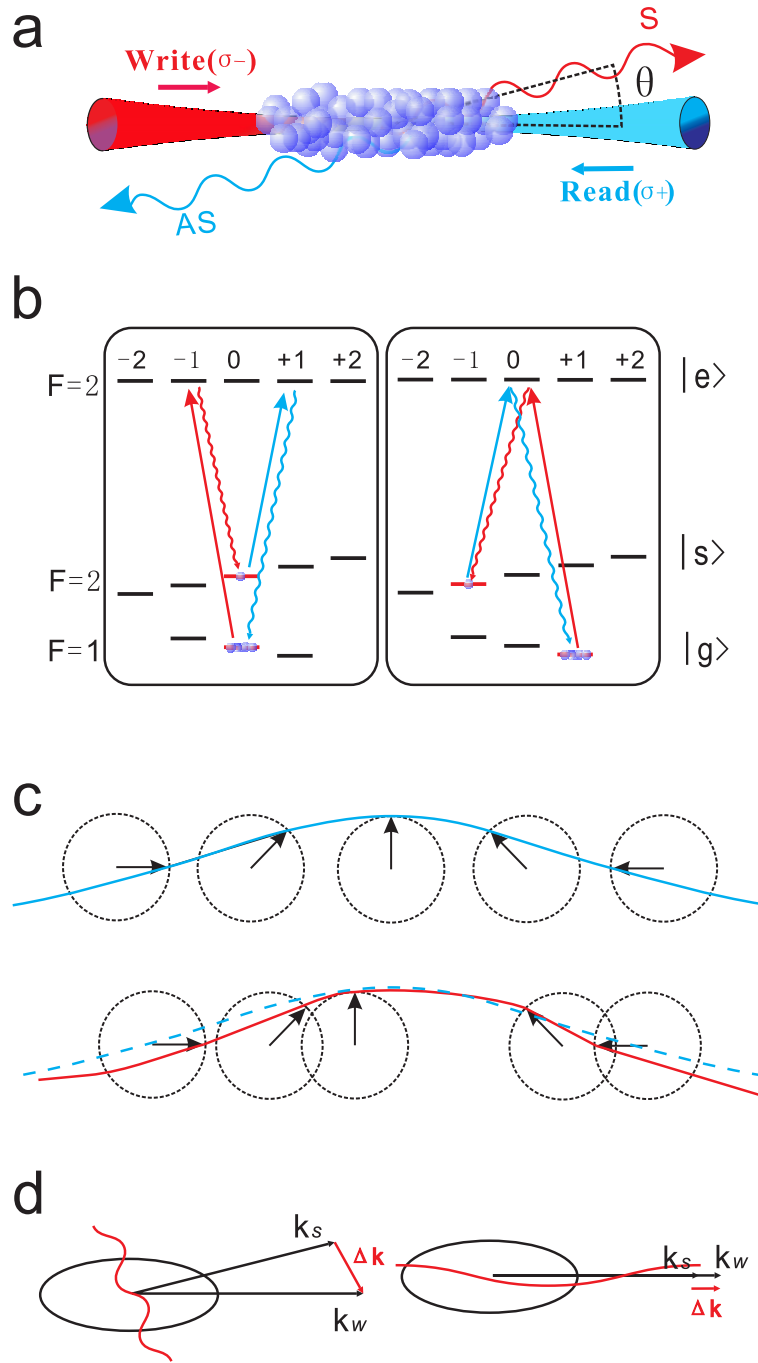 a
Write(σ−)
S
θ
Read(σ+)
AS
b
−2 −1 0 +1 +2
−2 −1 0 +1 +2
F=2
|e>
F=2
|s>
F=1
|g>
c
d
ks
Δk
kw
ks kw
Δk